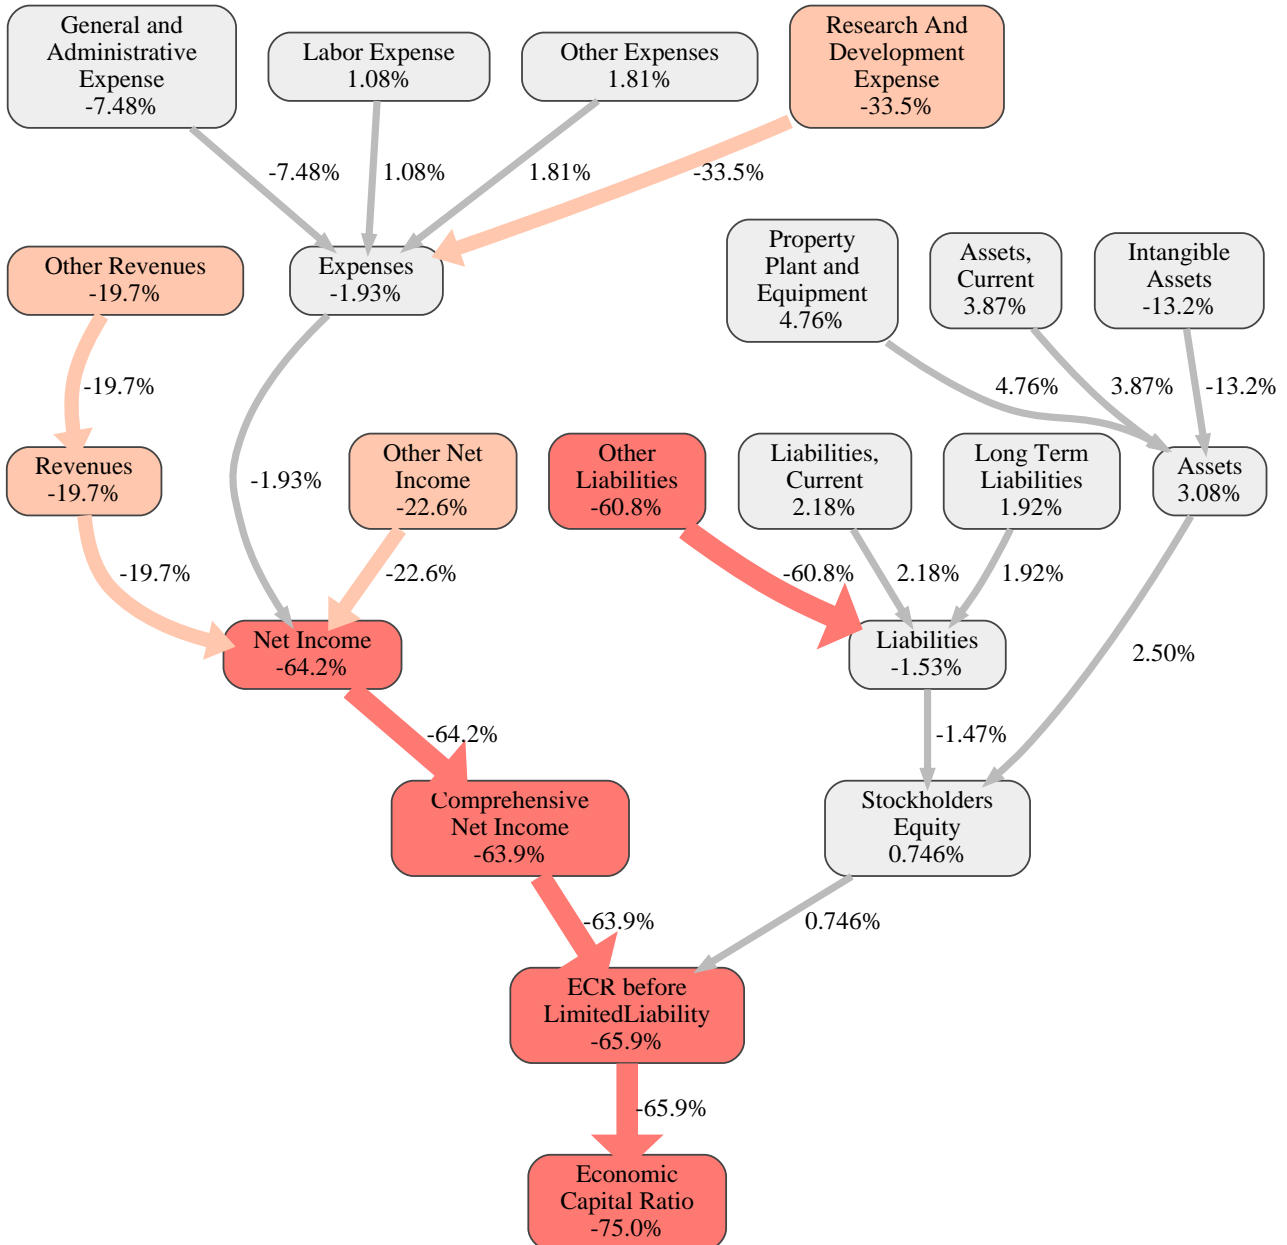 General and
Administrative
Expense
-7.48%
Labor Expense
1.08%
Other Expenses
1.81%
Research And
Development
Expense
-33.5%
-7.48%
1.08%
1.81%
-33.5%
Other Revenues
-19.7%
Expenses
-1.93%
Property
Plant and
Equipment
4.76%
Assets,
Current
3.87%
Intangible
Assets
-13.2%
-19.7%
4.76%
3.87%
-13.2%
Revenues
-19.7%
-1.93%
Other Net
Income
-22.6%
Other
Liabilities
-60.8%
Liabilities,
Current
2.18%
Long Term
Liabilities
1.92%
Assets
3.08%
-19.7%
-22.6%
-60.8%
2.18%
1.92%
Net Income
-64.2%
Liabilities
-1.53%
2.50%
-64.2%
-1.47%
Comprehensive
Net Income
-63.9%
Stockholders
Equity
0.746%
-63.9%
0.746%
ECR before
LimitedLiability
-65.9%
-65.9%
Economic
Capital Ratio
-75.0%